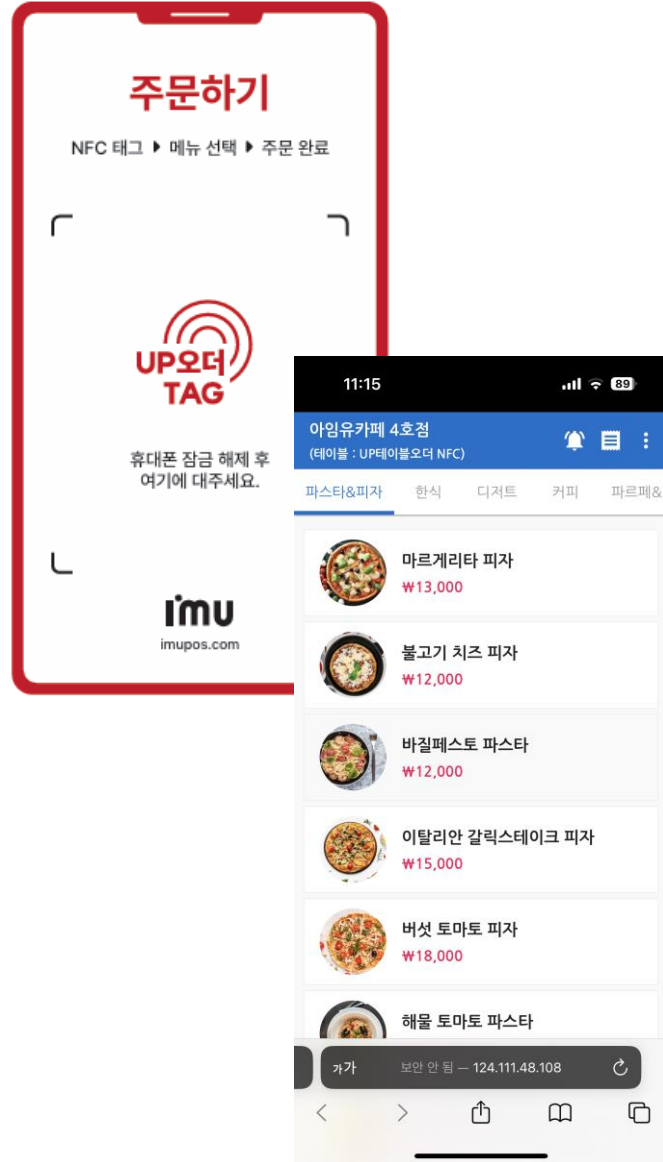 주문하기
NFC 태그 ▶ 메뉴 선택 ▶ 주문 완료
UP오더
TAG
휴대폰 잠금 해제 후
여기에 대주세요.
I'mU
imupos.com
11:15
89
아임유카페 4호점
(테이블 : UP테이블오더 NFC)
파스타&피자 한식 디저트 커피 파르페&
마르게리타 피자
₩13,000
불고기 치즈 피자
₩12,000
바질페스토 파스타
₩12,000
이탈리안 갈릭스테이크 피자
₩15,000
버섯 토마토 피자
₩18,000
해물 토마토 파스타
가가 보안 안 됨 — 124.111.48.108